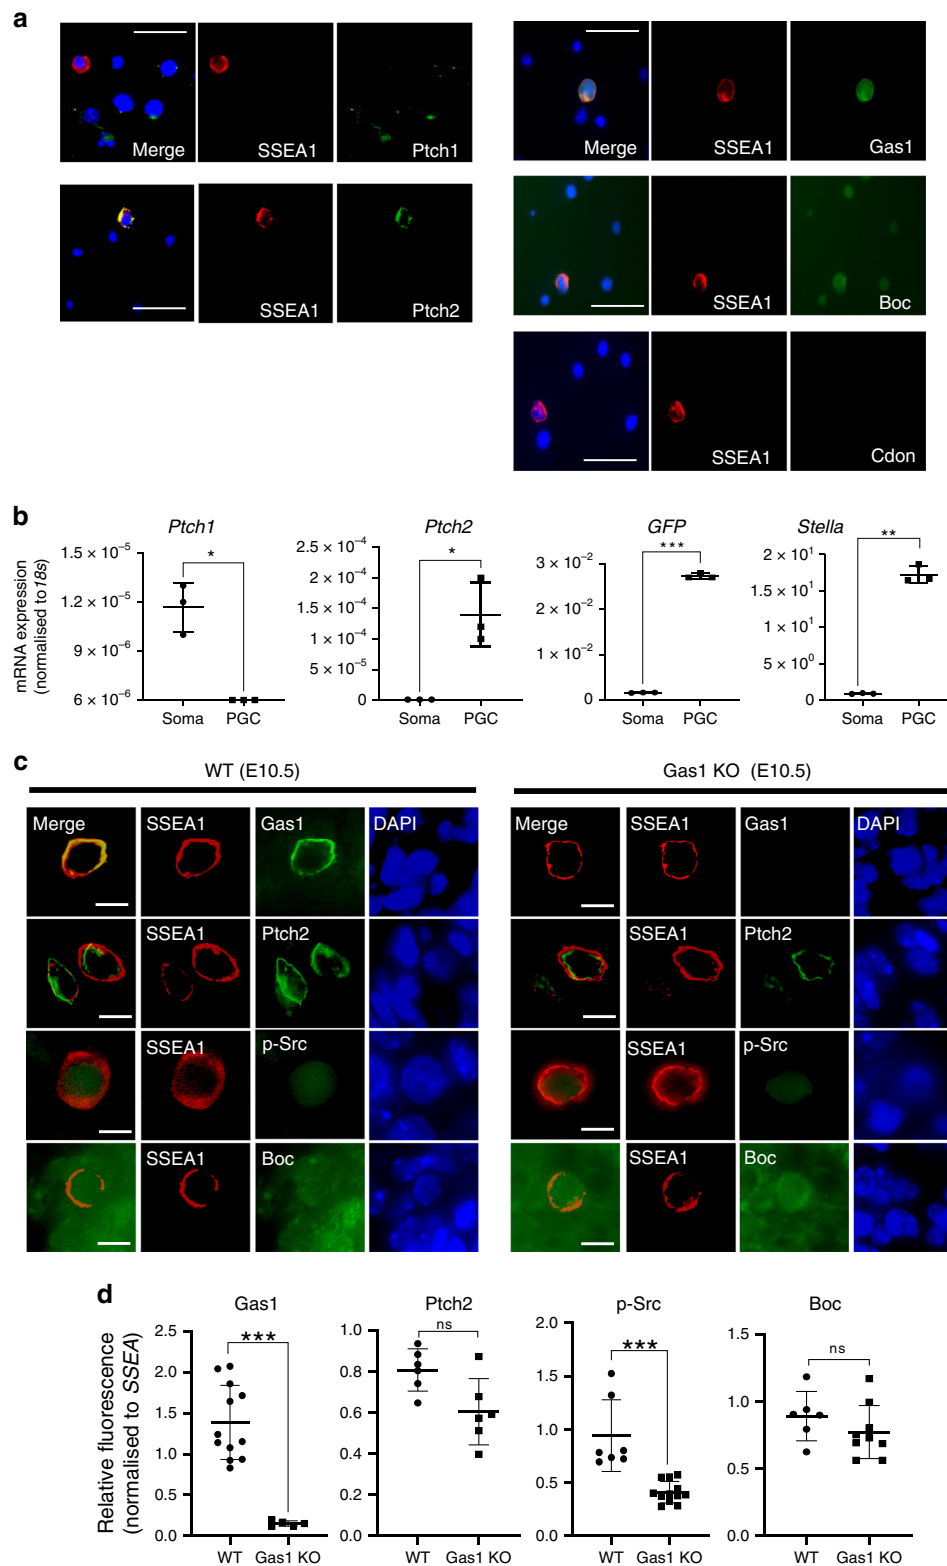 a
Merge SSEA1 Ptch1
SSEA1 Ptch2
Merge SSEA1 Gas1
SSEA1 Boc
SSEA1 Cdon
b
mRNA expression
(normalised to 18s)
Ptch1
1.5 × 10⁻⁵
1.2 × 10⁻⁵
9 × 10⁻⁶
6 × 10⁻⁶
*
Soma PGC
Ptch2
2.5 × 10⁻⁴
2 × 10⁻⁴
1 × 10⁻⁴
1 × 10⁻⁴
5 × 10⁻⁵
0
*
Soma PGC
GFP
3 × 10⁻²
2 × 10⁻²
1 × 10⁻²
0
***
Soma PGC
Stella
2 × 10¹
1 × 10¹
1 × 10¹
5 × 10⁰
0
**
Soma PGC
c
WT (E10.5)
Merge SSEA1 Gas1 DAPI
SSEA1 Ptch2
SSEA1 p-Src
SSEA1 Boc
Gas1 KO (E10.5)
Merge SSEA1 Gas1 DAPI
SSEA1 Ptch2
SSEA1 p-Src
SSEA1 Boc
d
Relative fluorescence
(normalised to SSEA)
Gas1
2.5
2.0
1.5
1.0
0.5
0.0
***
WT Gas1 KO
Ptch2
1.0
0.8
0.6
0.4
0.2
0.0
ns
WT Gas1 KO
p-Src
2.0
1.5
1.0
0.5
0.0
***
WT Gas1 KO
Boc
1.5
1.0
0.5
0.0
ns
WT Gas1 KO